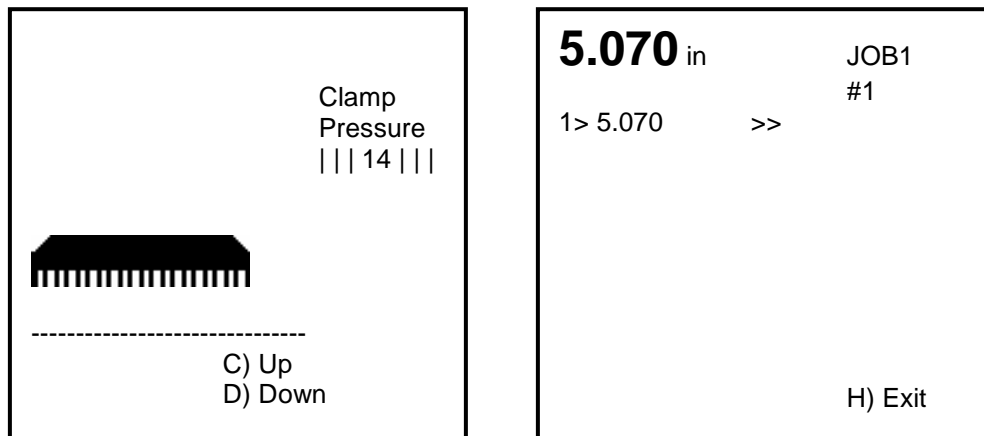 Clamp
Pressure
| | | 14 | | |
-------------------------------
C) Up
D) Down
5.070 in
JOB1
#1
1> 5.070 >>
H) Exit